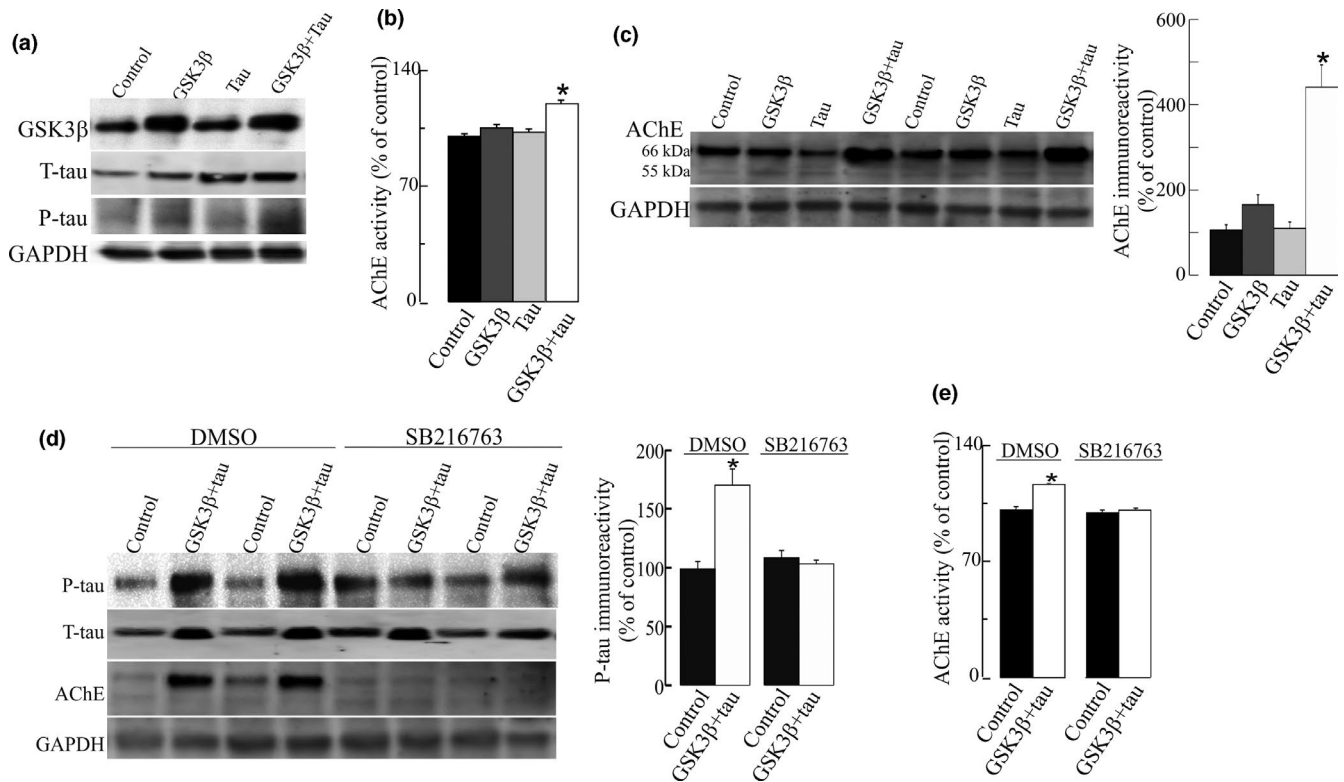 (a)
Control
GSK3β
Tau
GSK3β+Tau
GSK3β
T-tau
P-tau
GAPDH
(b)
AChE activity (% of control)
140
70
0
*
Control
GSK3β
Tau
GSK3β+tau
(c)
Control
GSK3β
Tau
GSK3β+tau
Control
GSK3β
Tau
GSK3β+tau
AChE
66 kDa
55 kDa
GAPDH
AChE immunoreactivity
(% of control)
600
400
200
0
*
Control
GSK3β
Tau
GSK3β+tau
(d)
DMSO
SB216763
Control
GSK3β+tau
Control
GSK3β+tau
Control
GSK3β+tau
Control
GSK3β+tau
P-tau
T-tau
AChE
GAPDH
P-tau immunoreactivity
(% of control)
200
150
100
50
0
DMSO
SB216763
*
Control
GSK3β+tau
Control
GSK3β+tau
(e)
AChE activity (% of control)
140
70
0
DMSO
SB216763
*
Control
GSK3β+tau
Control
GSK3β+tau